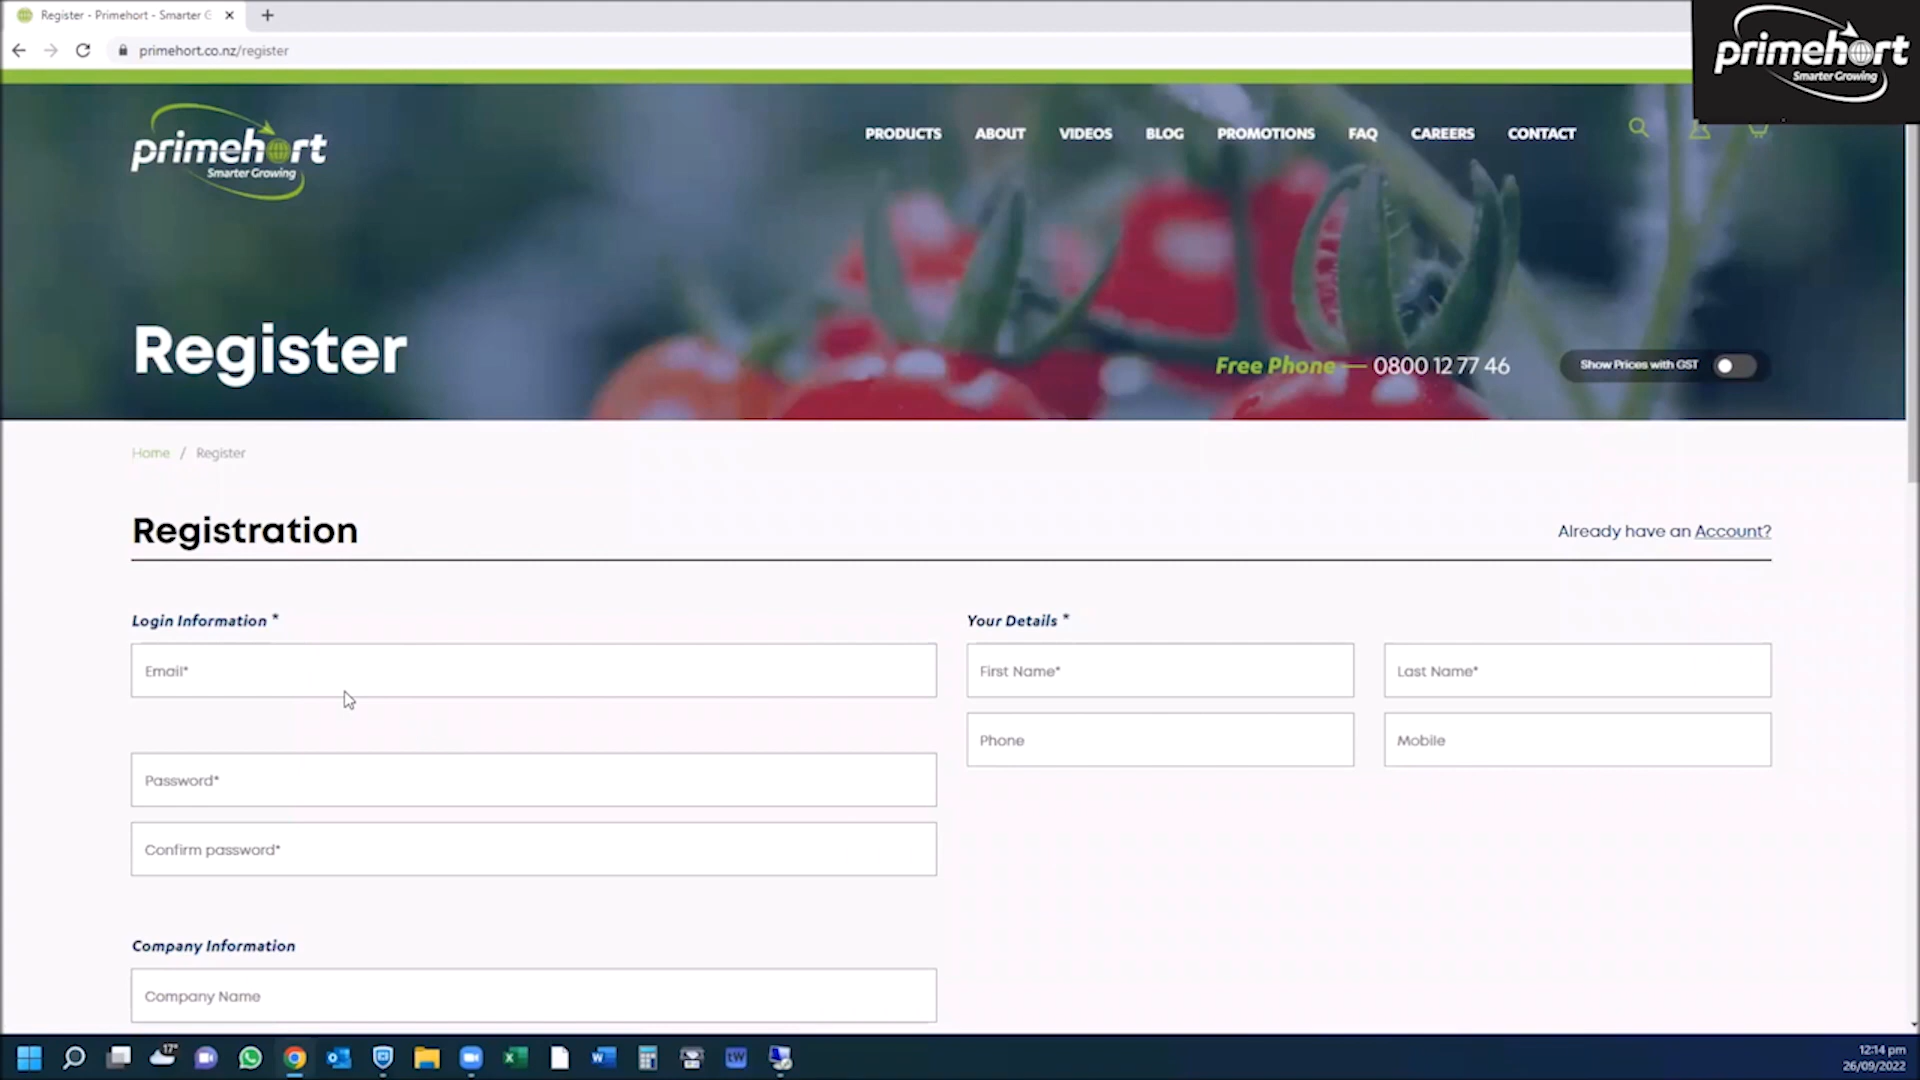 Register - Primehort - Smarter G
primehort.co.nz/register
primehort
Smarter Growing
primehort
Smarter Growing
PRODUCTS ABOUT VIDEOS BLOG PROMOTIONS FAQ CAREERS CONTACT
Register
Free Phone — 0800 12 77 46
Show Prices with GST
Home / Register
Registration
Already have an Account?
Login Information *
Your Details *
Email*
First Name*
Last Name*
Phone
Mobile
Password*
Confirm password*
Company Information
Company Name
17°
tW
12:14 pm
26/09/2022